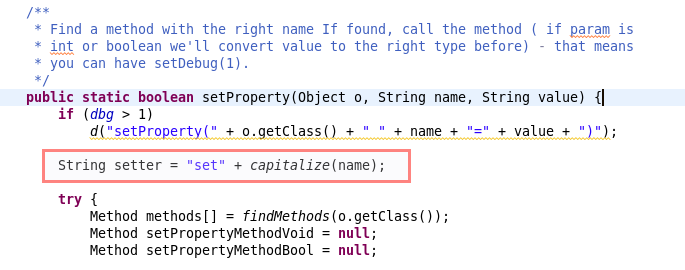 /**
 * Find a method with the right name If found, call the method ( if param is
 * int or boolean we'll convert value to the right type before) - that means
 * you can have setDebug(1).
 */
public static boolean setProperty(Object o, String name, String value) {
    if (dbg > 1)
        d("setProperty(" + o.getClass() + " " + name + "=" + value + ")");
    String setter = "set" + capitalize(name);
    try {
        Method methods[] = findMethods(o.getClass());
        Method setPropertyMethodVoid = null;
        Method setPropertyMethodBool = null;